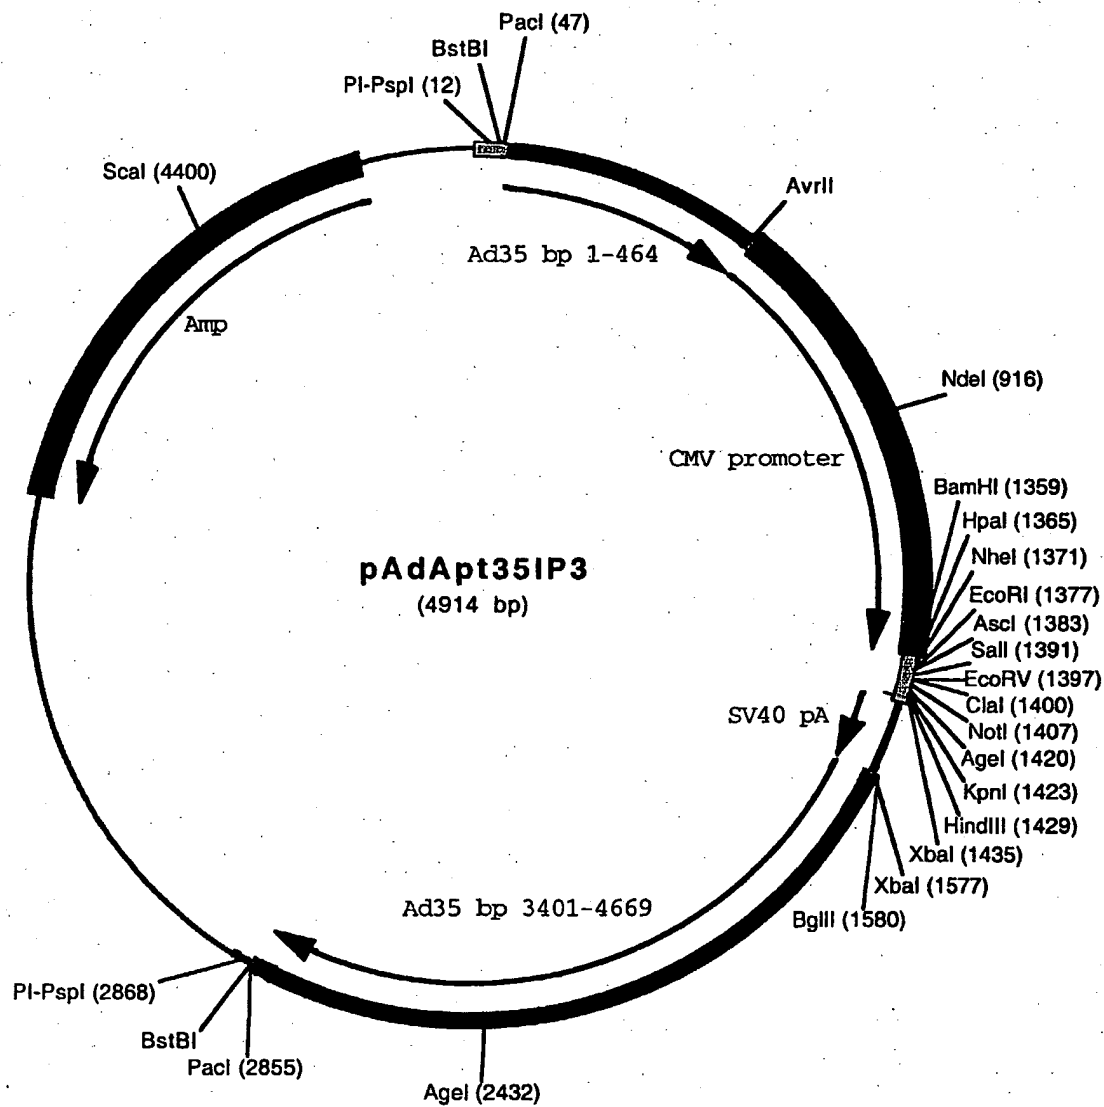 PacI (47)
BstBI
PI-PspI (12)
ScaI (4400)
AvrII
Ad35 bp 1-464
Amp
NdeI (916)
CMV promoter
BamHI (1359)
HpaI (1365)
NheI (1371)
EcoRI (1377)
AscI (1383)
SalI (1391)
EcoRV (1397)
ClaI (1400)
NotI (1407)
AgeI (1420)
KpnI (1423)
HindIII (1429)
XbaI (1435)
XbaI (1577)
BglII (1580)
pAdApt35IP3
(4914 bp)
SV40 pA
Ad35 bp 3401-4669
PI-PspI (2868)
BstBI
PacI (2855)
AgeI (2432)